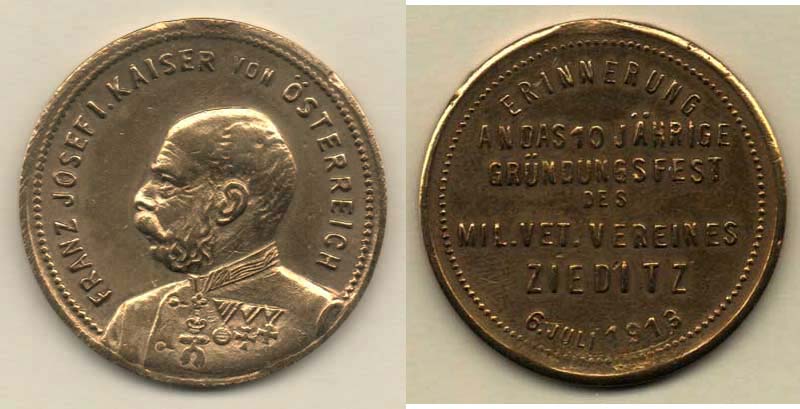 FRANZ JOSEF I. KAISER VON ÖSTERREICH
ERINNERUNG
AN DAS 10 JÄHRIGE
GRÜNDUNGSFEST
DES
MIL. VET. VEREINES
ZIEDITZ
6. JULI 1913